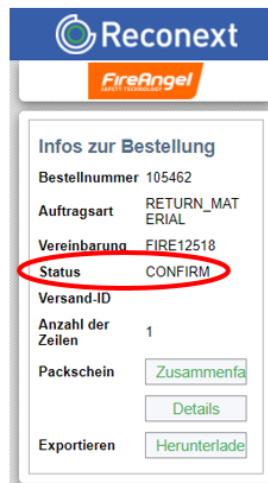 Reconext
FireAngel
SAFETY TECHNOLOGY
Infos zur Bestellung
Bestellnummer 105462
Auftragsart RETURN_MAT
ERIAL
Vereinbarung FIRE12518
Status CONFIRM
Versand-ID
Anzahl der
Zeilen 1
Packschein Zusammenfa
Details
Exportieren Herunterlade